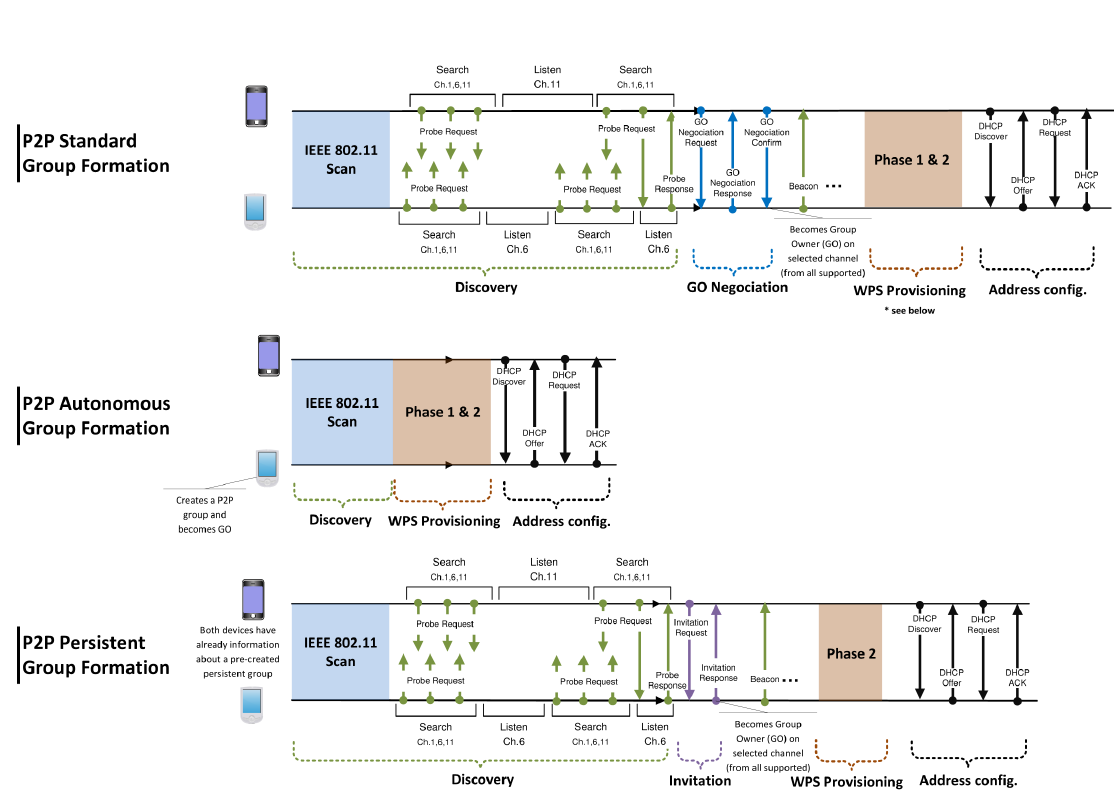 Search
Ch.1,6,11
Listen
Ch.11
Search
Ch.1,6,11
P2P Standard
Group Formation
IEEE 802.11
Scan
Probe Request
Probe Request
Probe Request
Probe Request
Probe
Response
GO
Negociation
Request
GO
Negociation
Response
GO
Negociation
Confirm
Beacon ...
Phase 1 & 2
DHCP
Discover
DHCP
Offer
DHCP
Request
DHCP
ACK
Search
Ch.1,6,11
Listen
Ch.6
Search
Ch.1,6,11
Listen
Ch.6
Becomes Group
Owner (GO) on
selected channel
(from all supported)
Discovery
GO Negociation
WPS Provisioning
* see below
Address config.
P2P Autonomous
Group Formation
IEEE 802.11
Scan
Phase 1 & 2
DHCP
Discover
DHCP
Offer
DHCP
Request
DHCP
ACK
Creates a P2P
group and
becomes GO
Discovery
WPS Provisioning
Address config.
Search
Ch.1,6,11
Listen
Ch.11
Search
Ch.1,6,11
P2P Persistent
Group Formation
Both devices have
already information
about a pre-created
persistent group
IEEE 802.11
Scan
Probe Request
Probe Request
Probe Request
Probe Request
Probe
Response
Invitation
Request
Invitation
Response
Beacon ...
Phase 2
DHCP
Discover
DHCP
Offer
DHCP
Request
DHCP
ACK
Search
Ch.1,6,11
Listen
Ch.6
Search
Ch.1,6,11
Listen
Ch.6
Becomes Group
Owner (GO) on
selected channel
(from all supported)
Discovery
Invitation
WPS Provisioning
Address config.